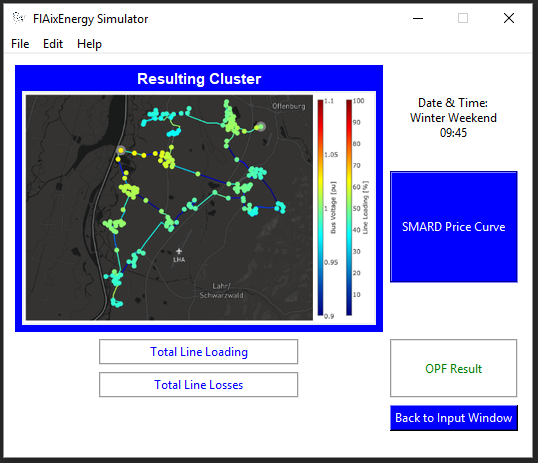 FlAixEnergy Simulator
File Edit Help
Resulting Cluster
Offenburg
LHA
Lahr/
Schwarzwald
1.1
1.05
1
0.95
0.9
Bus Voltage [pu]
100
90
80
70
60
50
40
30
20
10
Line Loading [%]
Date & Time:
Winter Weekend
09:45
SMARD Price Curve
Total Line Loading
Total Line Losses
OPF Result
Back to Input Window